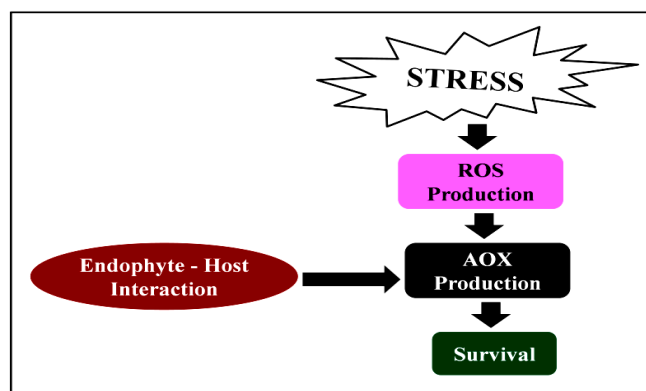 STRESS
ROS
Production
Endophyte - Host
Interaction
AOX
Production
Survival